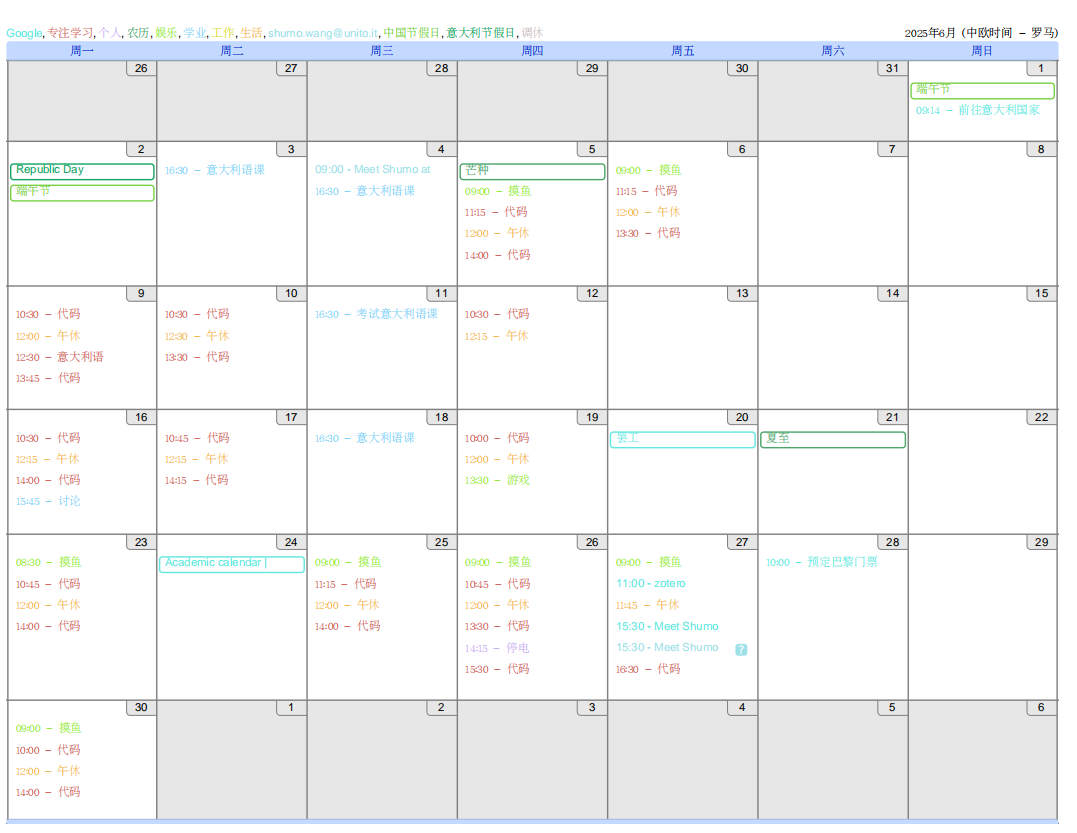 Google, 专注学习, 个人, 农历, 娱乐, 学业, 工作, 生活, shumo.wang@unito.it, 中国节假日, 意大利节假日, 调休
2025年6月 (中欧时间 - 罗马)
周一 周二 周三 周四 周五 周六 周日
26 27 28 29 30 31 1
端午节
09:14 - 前往意大利国家
2 3 4 5 6 7 8
Republic Day
端午节
16:30 - 意大利语课
09:00 - Meet Shumo at
16:30 - 意大利语课
芒种
09:00 - 摸鱼
11:15 - 代码
12:00 - 午休
14:00 - 代码
09:00 - 摸鱼
11:15 - 代码
12:00 - 午休
13:30 - 代码
9 10 11 12 13 14 15
10:30 - 代码
12:00 - 午休
12:30 - 意大利语
13:45 - 代码
10:30 - 代码
12:30 - 午休
13:30 - 代码
16:30 - 考试意大利语课
10:30 - 代码
12:15 - 午休
16 17 18 19 20 21 22
10:30 - 代码
12:15 - 午休
14:00 - 代码
15:45 - 讨论
10:45 - 代码
12:15 - 午休
14:15 - 代码
16:30 - 意大利语课
10:00 - 代码
12:00 - 午休
13:30 - 游戏
罢工
夏至
23 24 25 26 27 28 29
08:30 - 摸鱼
10:45 - 代码
12:00 - 午休
14:00 - 代码
Academic calendar |
09:00 - 摸鱼
11:15 - 代码
12:00 - 午休
14:00 - 代码
09:00 - 摸鱼
10:45 - 代码
12:00 - 午休
13:30 - 代码
14:15 - 停电
15:30 - 代码
09:00 - 摸鱼
11:00 - zotero
11:45 - 午休
15:30 - Meet Shumo
15:30 - Meet Shumo ?
16:30 - 代码
10:00 - 预定巴黎门票
30 1 2 3 4 5 6
09:00 - 摸鱼
10:00 - 代码
12:00 - 午休
14:00 - 代码